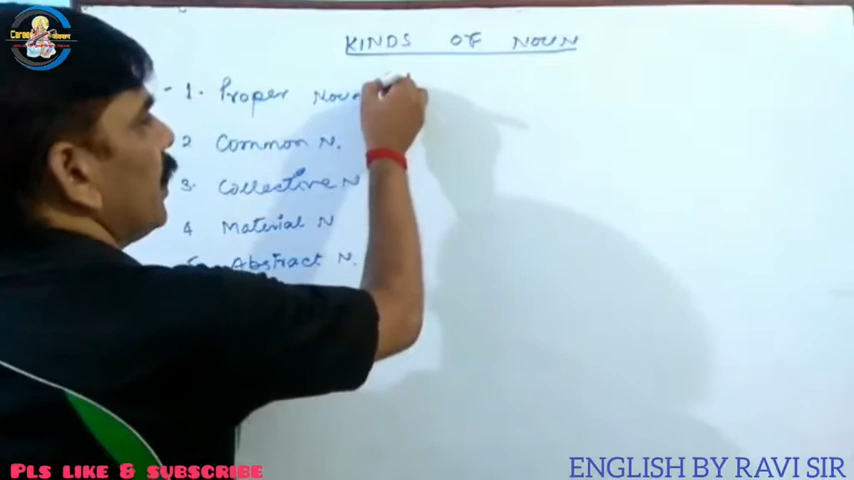 KINDS OF NOUN
1. Proper Noun
2 Common N.
3. Collective N
4 Material N
5 Abstract N.
Pls like & subscribe
ENGLISH BY RAVI SIR